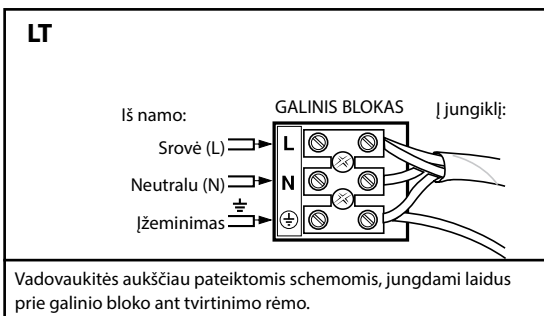 LT
GALINIS BLOKAS
Iš namo:
Į jungiklį:
Srovė (L)
L
Neutralu (N)
N
Įžeminimas
Vadovaukitės aukščiau pateiktomis schemomis, jungdami laidus
prie galinio bloko ant tvirtinimo rėmo.